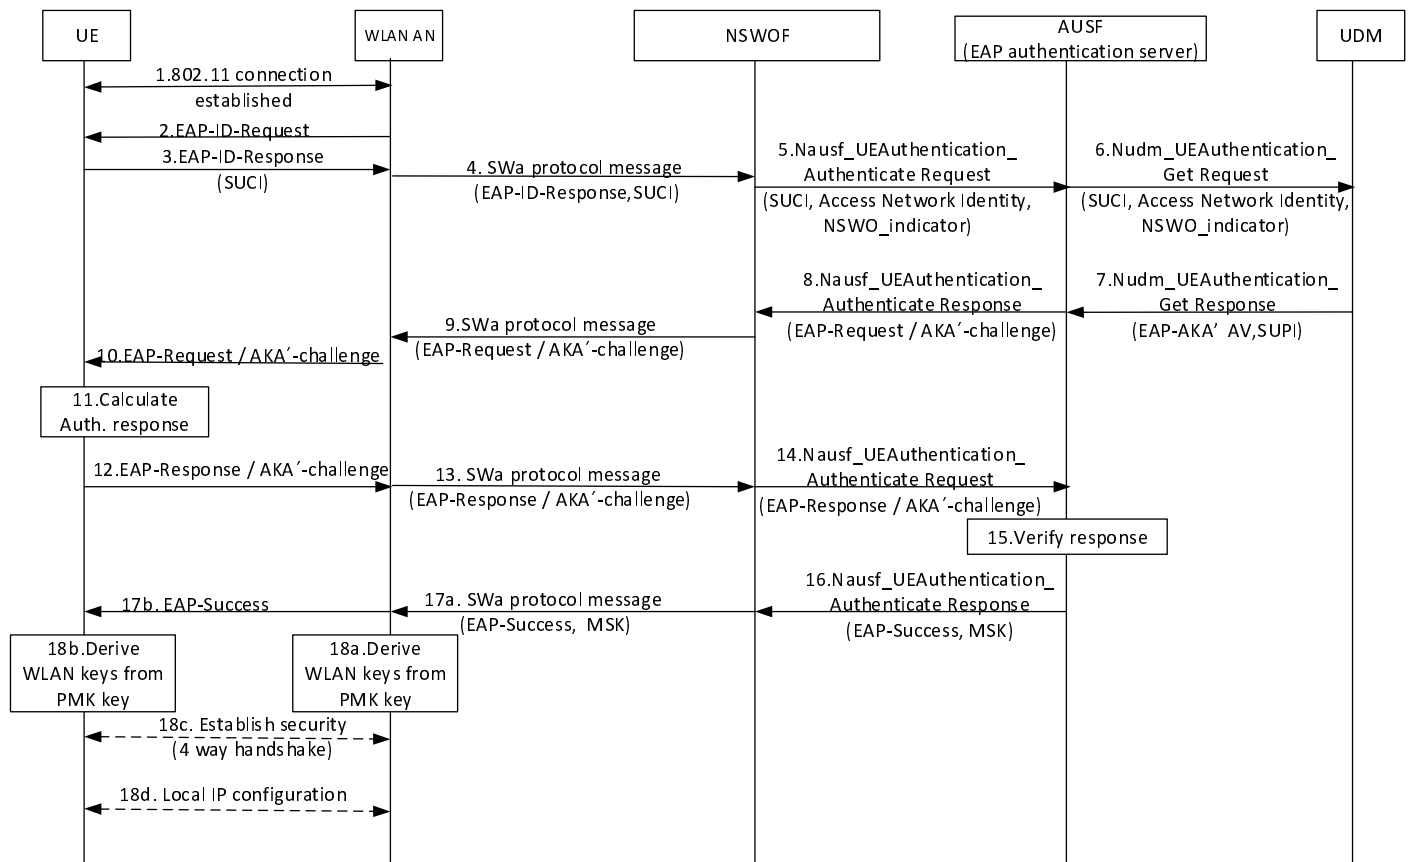 UE
WLAN AN
NSWOF
AUSF
(EAP authentication server)
UDM
1.802.11 connection
established
2.EAP-ID-Request
3.EAP-ID-Response
(SUCI)
4. SWa protocol message
(EAP-ID-Response,SUCI)
5.Nausf_UEAuthentication_
Authenticate Request
(SUCI, Access Network Identity,
NSWO_indicator)
6.Nudm_UEAuthentication_
Get Request
(SUCI, Access Network Identity,
NSWO_indicator)
7.Nudm_UEAuthentication_
Get Response
(EAP-AKA’ AV,SUPI)
8.Nausf_UEAuthentication_
Authenticate Response
(EAP-Request / AKA´-challenge)
9.SWa protocol message
(EAP-Request / AKA´-challenge)
10.EAP-Request / AKA´-challenge
11.Calculate
Auth. response
12.EAP-Response / AKA´-challenge
13. SWa protocol message
(EAP-Response / AKA´-challenge)
14.Nausf_UEAuthentication_
Authenticate Request
(EAP-Response / AKA´-challenge)
15.Verify response
16.Nausf_UEAuthentication_
Authenticate Response
(EAP-Success, MSK)
17a. SWa protocol message
(EAP-Success, MSK)
17b. EAP-Success
18b.Derive
WLAN keys from
PMK key
18a.Derive
WLAN keys from
PMK key
18c. Establish security
(4 way handshake)
18d. Local IP configuration